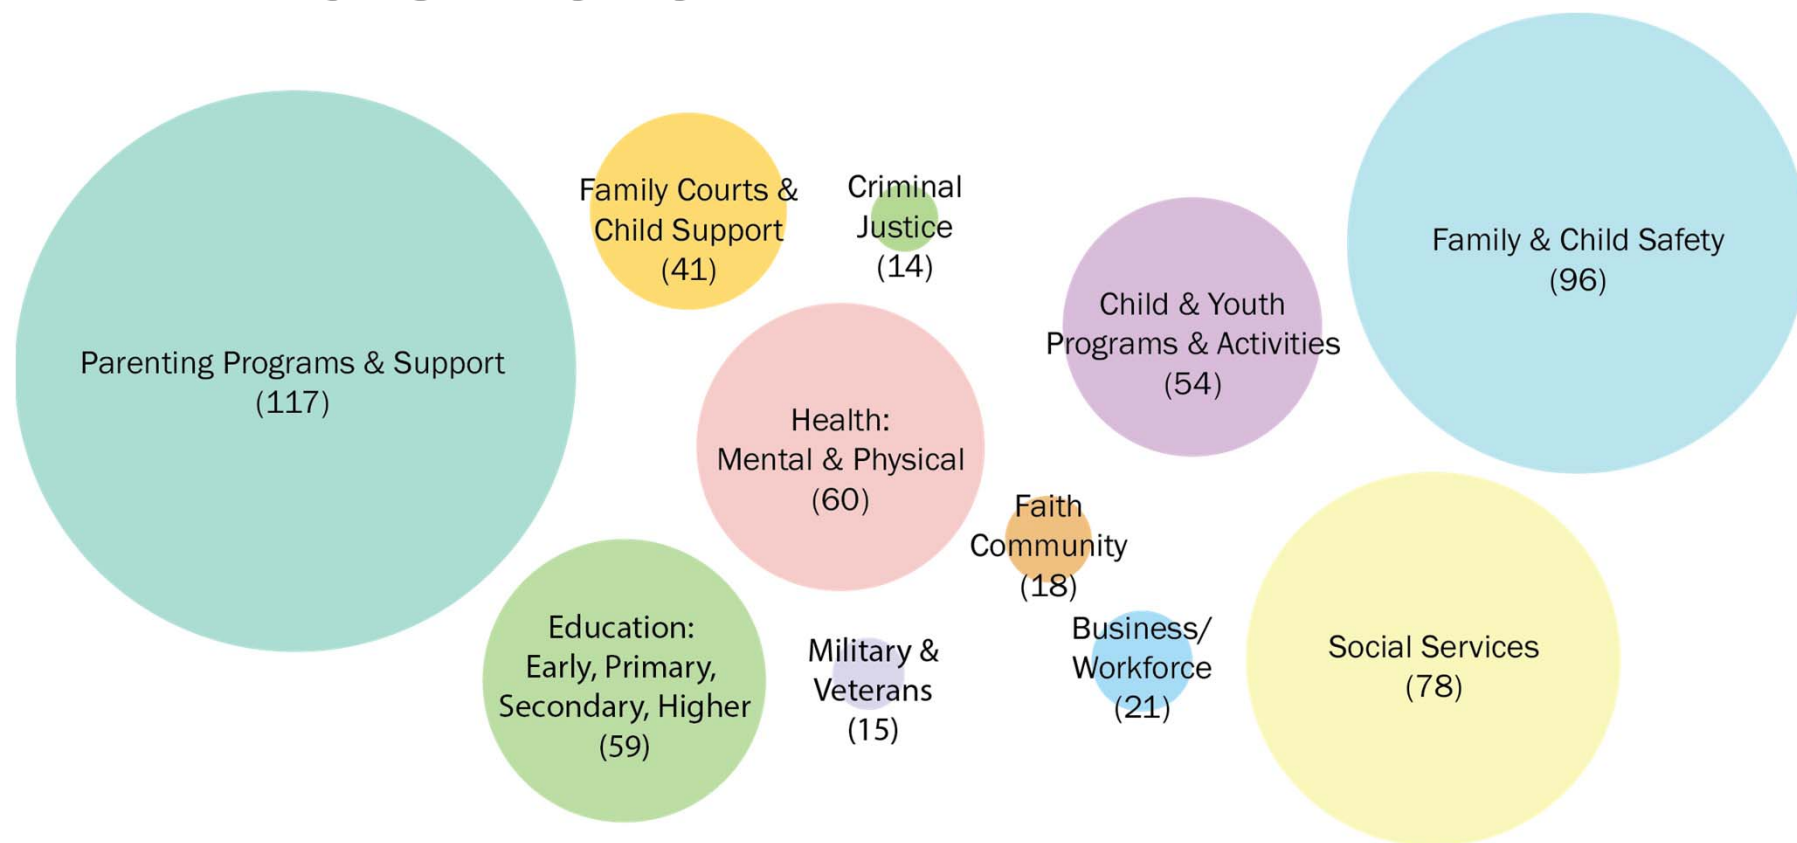 Family Courts &
Child Support
(41)
Criminal
Justice
(14)
Family & Child Safety
(96)
Child & Youth
Programs & Activities
(54)
Parenting Programs & Support
(117)
Health:
Mental & Physical
(60)
Faith
Community
(18)
Education:
Early, Primary,
Secondary, Higher
(59)
Military &
Veterans
(15)
Business/
Workforce
(21)
Social Services
(78)